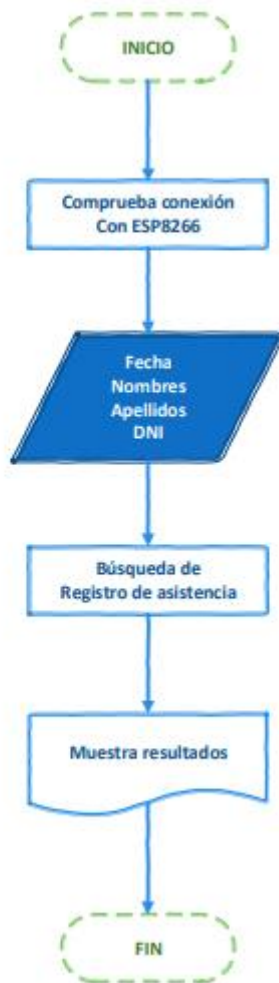 INICIO
Comprueba conexión
Con ESP8266
Fecha
Nombres
Apellidos
DNI
Búsqueda de
Registro de asistencia
Muestra resultados
FIN